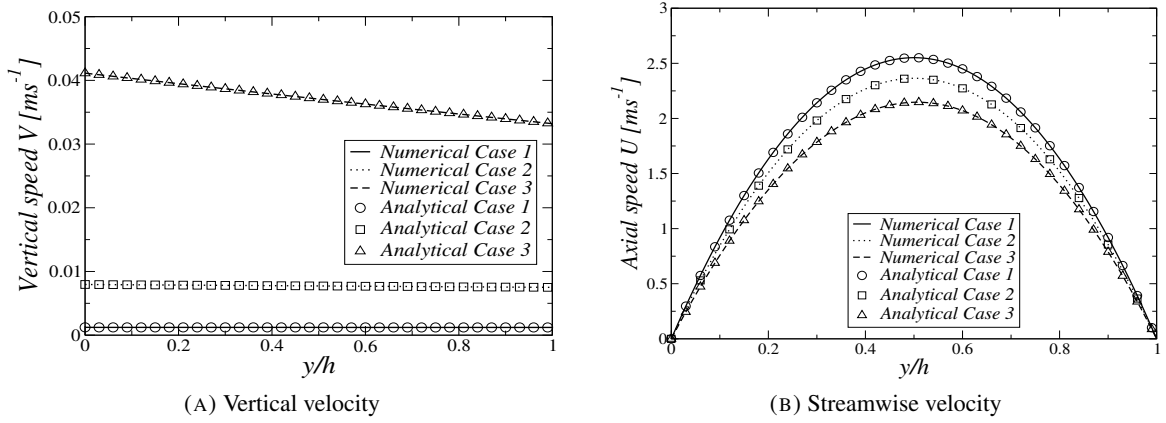 0.05
0.04
0.03
0.02
0.01
0
Vertical speed V [ms⁻¹]
0 0.2 0.4 0.6 0.8 1
y/h
Numerical Case 1
Numerical Case 2
Numerical Case 3
Analytical Case 1
Analytical Case 2
Analytical Case 3
(A) Vertical velocity
3
2.5
2
1.5
1
0.5
0
Axial speed U [ms⁻¹]
0 0.2 0.4 0.6 0.8 1
y/h
Numerical Case 1
Numerical Case 2
Numerical Case 3
Analytical Case 1
Analytical Case 2
Analytical Case 3
(B) Streamwise velocity